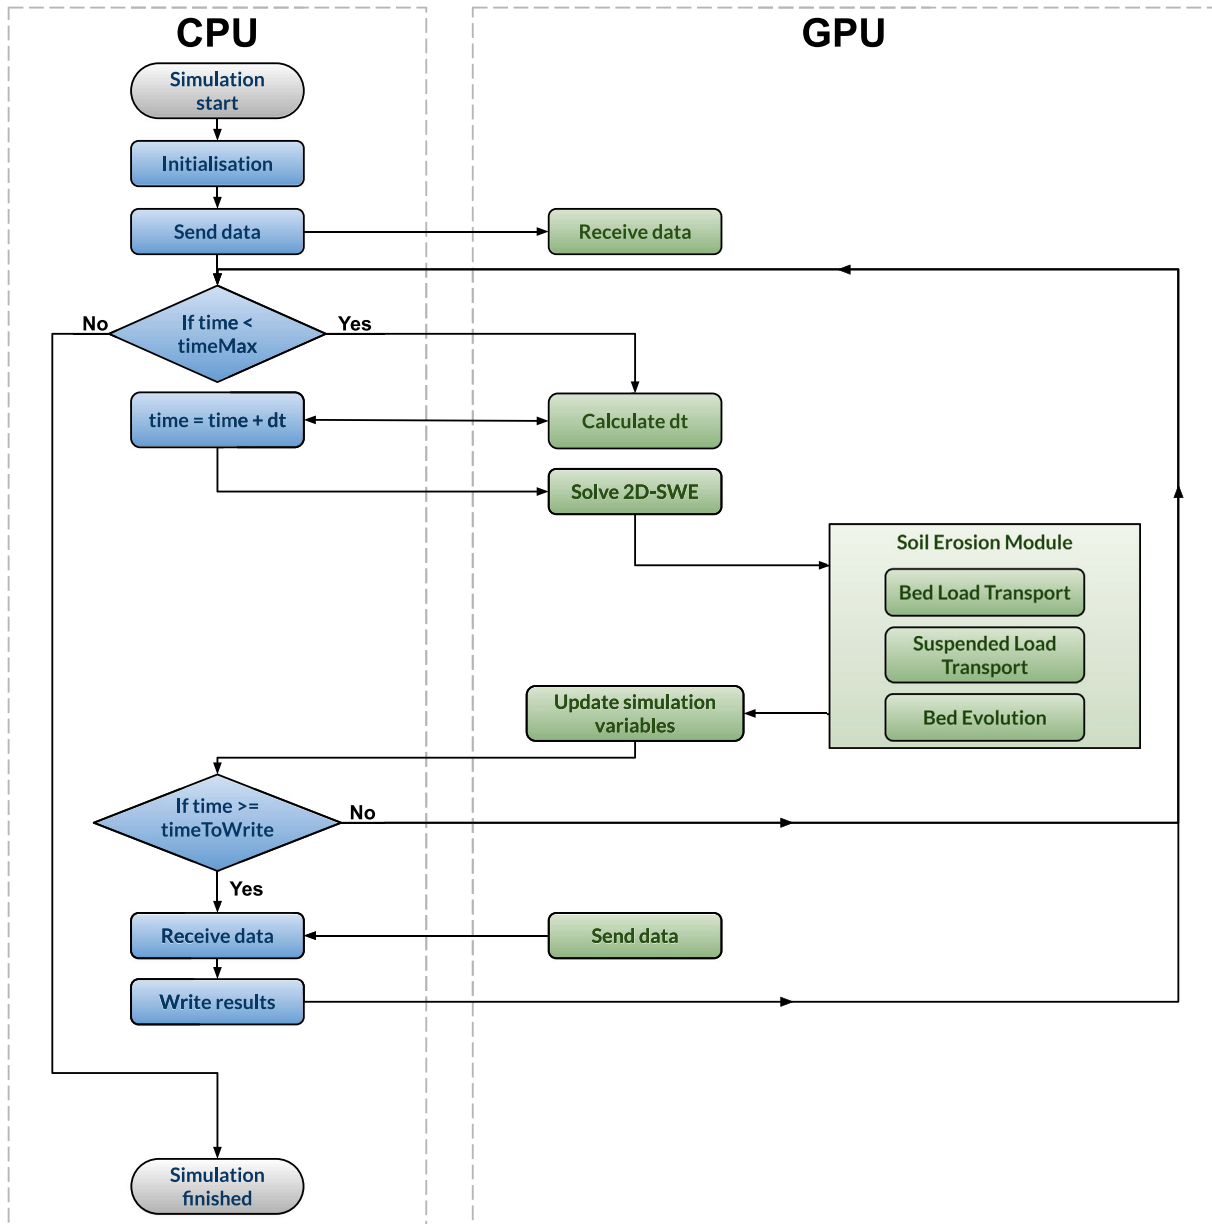 CPU
GPU
Simulation
start
Initialisation
Send data
Receive data
If time <
timeMax
No
Yes
time = time + dt
Calculate dt
Solve 2D-SWE
Soil Erosion Module
Bed Load Transport
Suspended Load
Transport
Bed Evolution
Update simulation
variables
If time >=
timeToWrite
No
Yes
Receive data
Send data
Write results
Simulation
finished